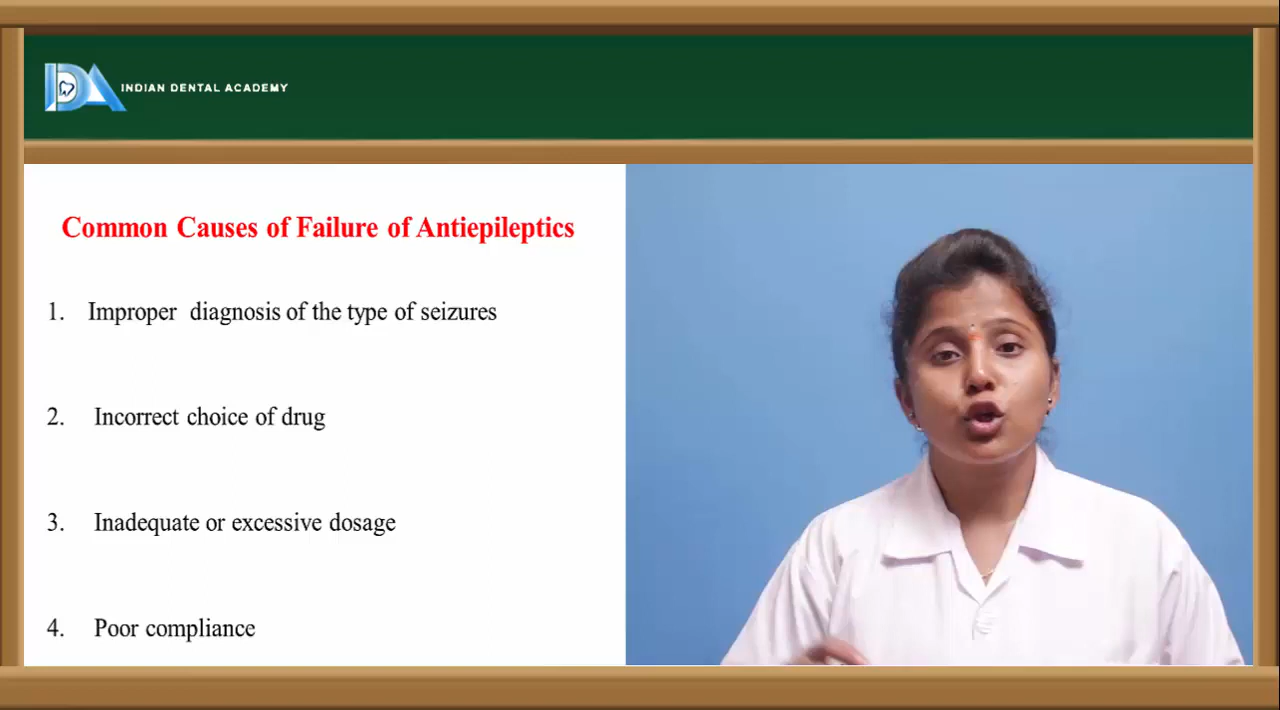 IDA
INDIAN DENTAL ACADEMY
Common Causes of Failure of Antiepileptics
1. Improper diagnosis of the type of seizures
2. Incorrect choice of drug
3. Inadequate or excessive dosage
4. Poor compliance